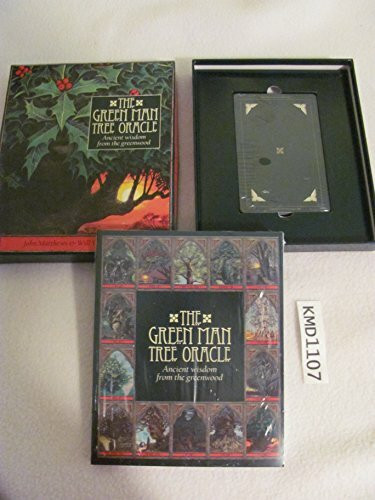 THE
GREEN MAN
TREE ORACLE
Ancient wisdom
from the greenwood
John Matthews & Will
THE
GREEN MAN
TREE ORACLE
Ancient wisdom
from the greenwood
KMD1107